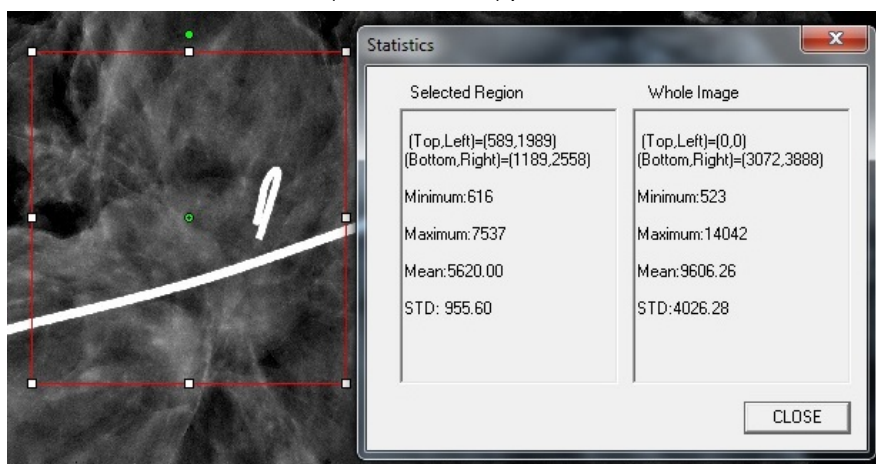 Statistics
Selected Region
(Top,Left)=(589,1989)
(Bottom,Right)=(1189,2558)
Minimum:616
Maximum:7537
Mean:5620.00
STD: 955.60
Whole Image
(Top,Left)=(0,0)
(Bottom,Right)=(3072,3888)
Minimum:523
Maximum:14042
Mean:9606.26
STD:4026.28
CLOSE